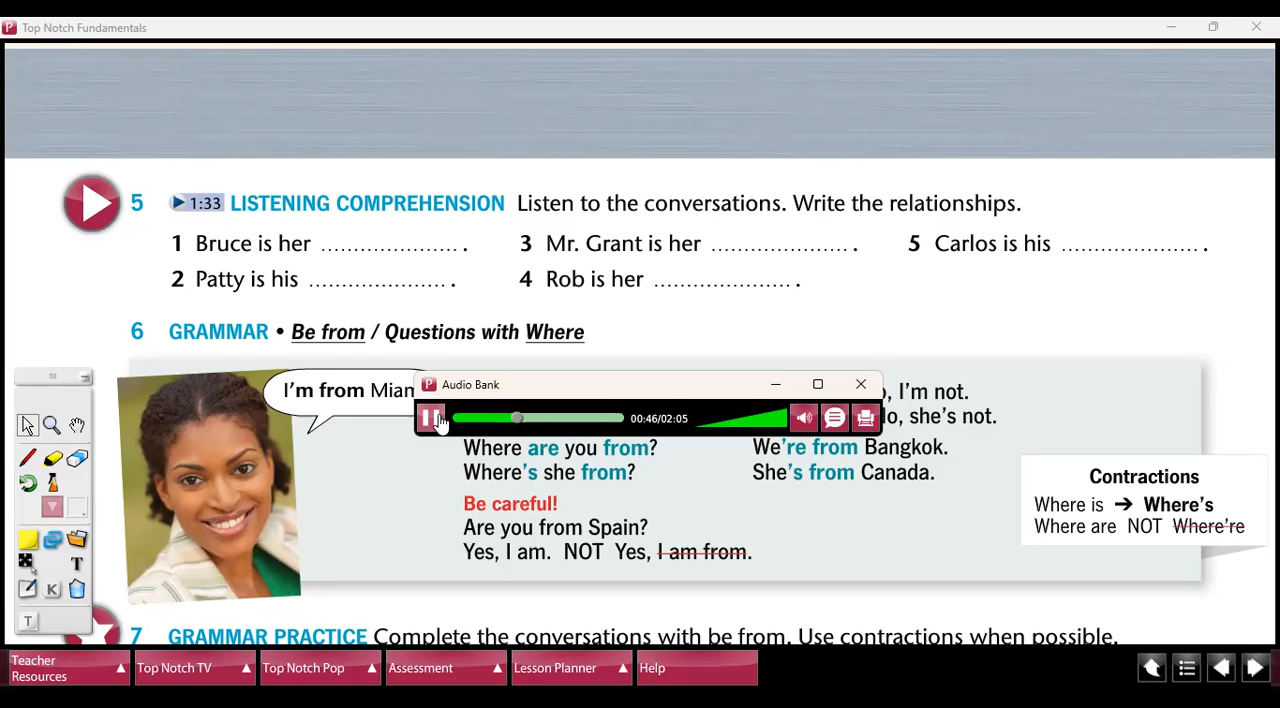 Top Notch Fundamentals
5 1:33 LISTENING COMPREHENSION Listen to the conversations. Write the relationships.
1 Bruce is her ..................... .
3 Mr. Grant is her ..................... .
5 Carlos is his ..................... .
2 Patty is his ..................... .
4 Rob is her ..................... .
6 GRAMMAR • Be from / Questions with Where
I'm from Miam
Audio Bank
00:46/02:05
, I'm not.
o, she's not.
Where are you from?
We're from Bangkok.
Where's she from?
She's from Canada.
Be careful!
Are you from Spain?
Yes, I am. NOT Yes, I am from.
Contractions
Where is → Where's
Where are NOT Where're
T
K
T
7 GRAMMAR PRACTICE Complete the conversations with be from. Use contractions when possible.
Teacher
Resources
Top Notch TV
Top Notch Pop
Assessment
Lesson Planner
Help